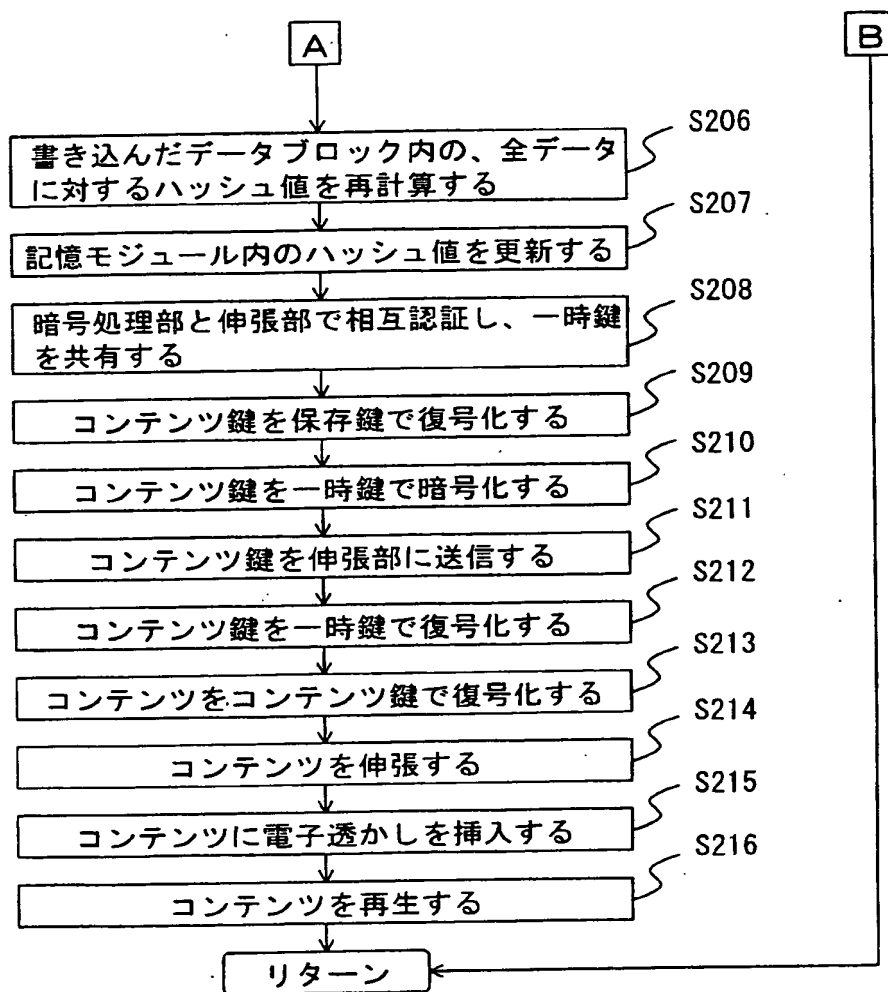 A
B
書き込んだデータブロック内の、全データ
に対するハッシュ値を再計算する
S206
記憶モジュール内のハッシュ値を更新する
S207
暗号処理部と伸張部で相互認証し、一時鍵
を共有する
S208
コンテンツ鍵を保存鍵で復号化する
S209
コンテンツ鍵を一時鍵で暗号化する
S210
コンテンツ鍵を伸張部に送信する
S211
コンテンツ鍵を一時鍵で復号化する
S212
コンテンツをコンテンツ鍵で復号化する
S213
コンテンツを伸張する
S214
コンテンツに電子透かしを挿入する
S215
コンテンツを再生する
S216
リターン